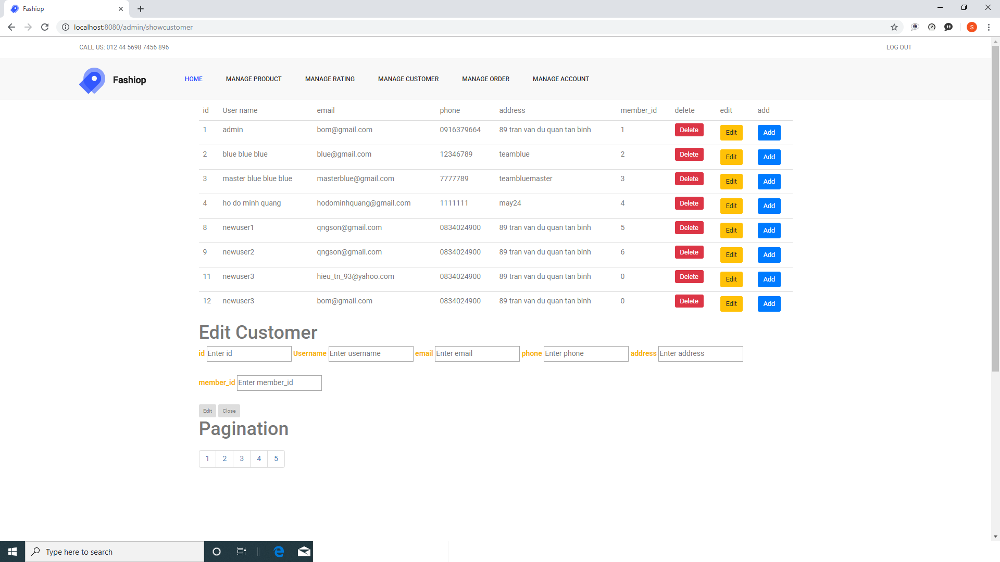 Fashiop
localhost:8080/admin/showcustomer
S
CALL US: 012 44 5698 7456 896
LOG OUT
Fashiop
HOME MANAGE PRODUCT MANAGE RATING MANAGE CUSTOMER MANAGE ORDER MANAGE ACCOUNT
id User name email phone address member_id delete edit add
1 admin bom@gmail.com 0916379664 89 tran van du quan tan binh 1 Delete Edit Add
2 blue blue blue blue@gmail.com 12346789 teamblue 2 Delete Edit Add
3 master blue blue blue masterblue@gmail.com 7777789 teambluemaster 3 Delete Edit Add
4 ho do minh quang hodominhquang@gmail.com 1111111 may24 4 Delete Edit Add
8 newuser1 qngson@gmail.com 0834024900 89 tran van du quan tan binh 5 Delete Edit Add
9 newuser2 qngson@gmail.com 0834024900 89 tran van du quan tan binh 6 Delete Edit Add
11 newuser3 hieu_tn_93@yahoo.com 0834024900 89 tran van du quan tan binh 0 Delete Edit Add
12 newuser3 bom@gmail.com 0834024900 89 tran van du quan tan binh 0 Delete Edit Add
Edit Customer
id Enter id Username Enter username email Enter email phone Enter phone address Enter address
member_id Enter member_id
Edit Close
Pagination
1 2 3 4 5
Type here to search